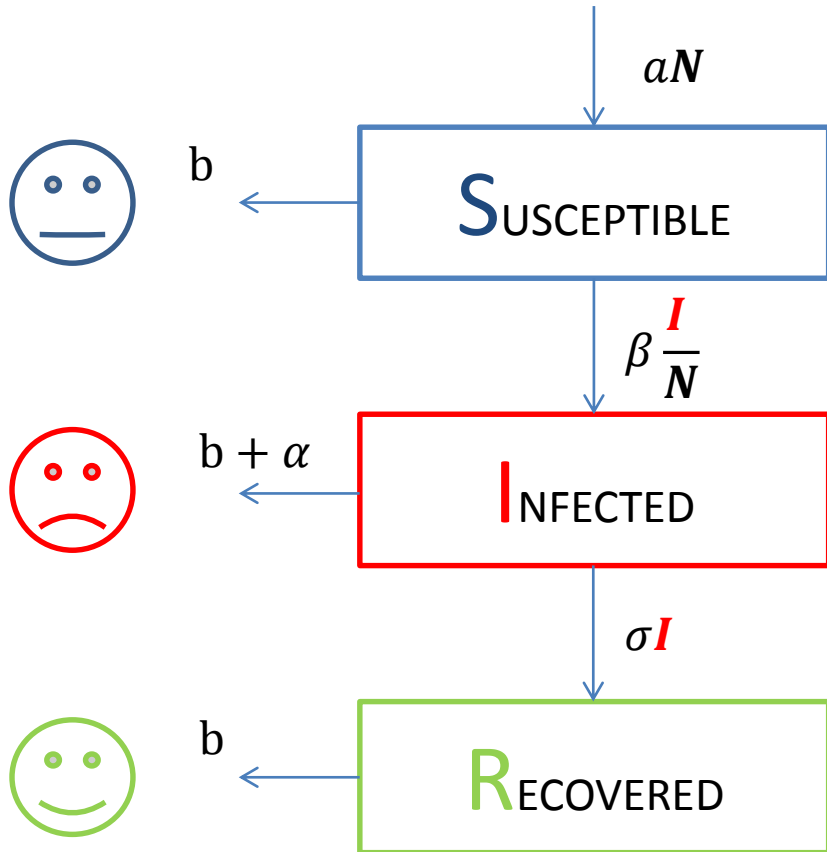 aN
b
SUSCEPTIBLE
β I/N
b + α
INFECTED
σI
b
RECOVERED